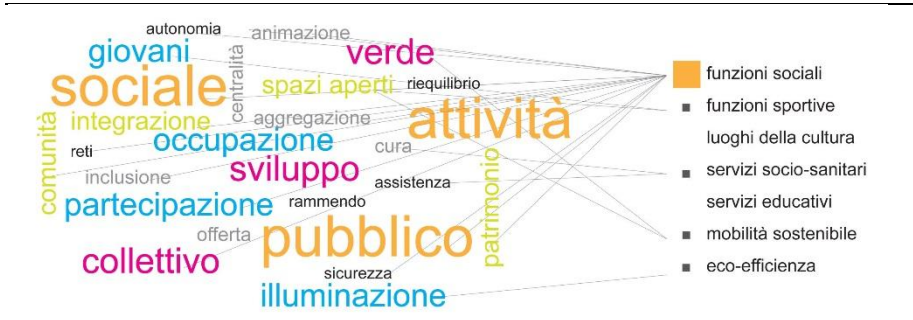 autonomia
animazione
giovani
verde
centralità
sociale
spazi aperti
riequilibrio
attività
integrazione
aggregazione
comunità
occupazione
reti
cura
sviluppo
inclusione
assistenza
partecipazione
rammendo
patrimonio
offerta
pubblico
collettivo
sicurezza
illuminazione
funzioni sociali
funzioni sportive
luoghi della cultura
servizi socio-sanitari
servizi educativi
mobilità sostenibile
eco-efficienza